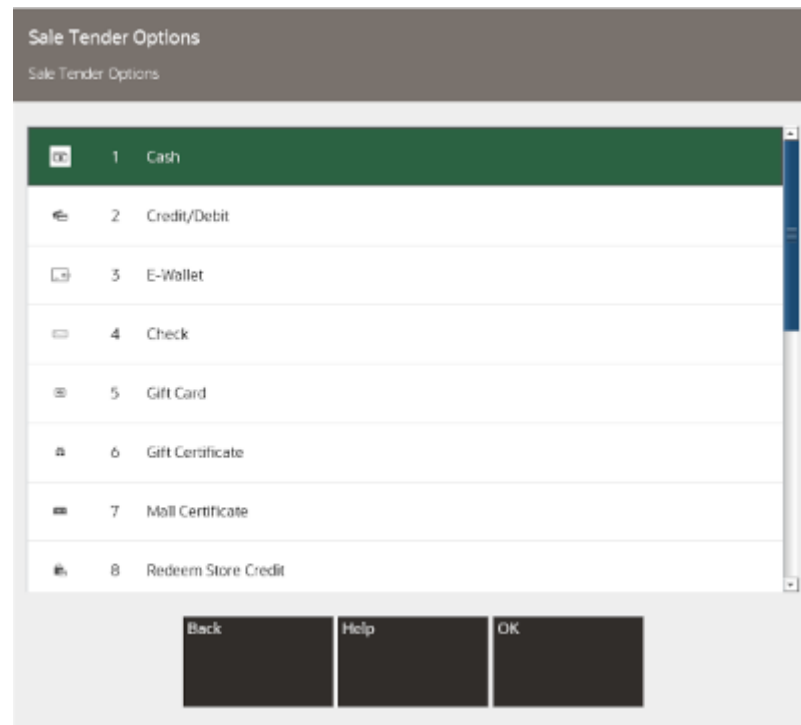 Sale Tender Options
Sale Tender Options
1 Cash
2 Credit/Debit
3 E-Wallet
4 Check
5 Gift Card
6 Gift Certificate
7 Mall Certificate
8 Redeem Store Credit
Back Help OK